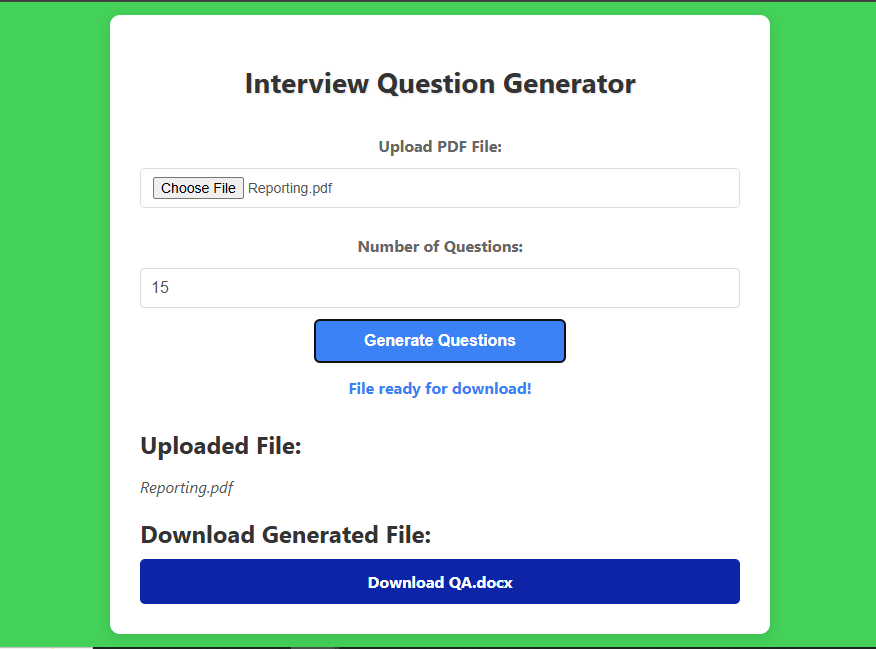 Interview Question Generator
Upload PDF File:
Choose File Reporting.pdf
Number of Questions:
15
Generate Questions
File ready for download!
Uploaded File:
Reporting.pdf
Download Generated File:
Download QA.docx